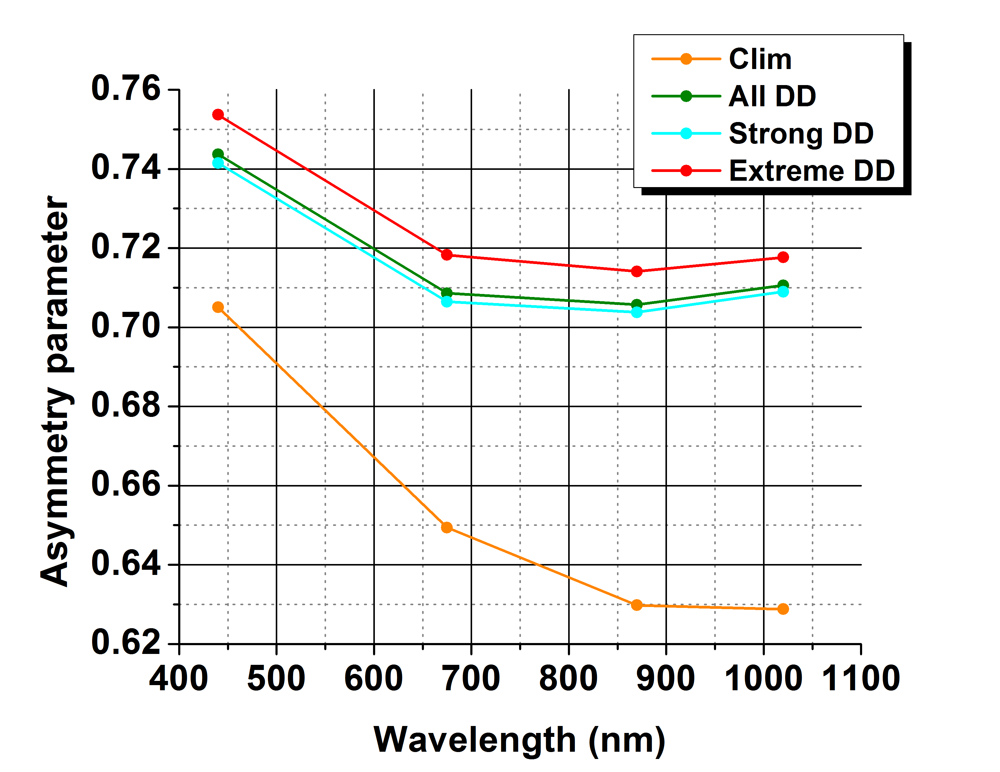 Clim
All DD
Strong DD
Extreme DD
0.76
0.74
0.72
0.70
0.68
0.66
0.64
0.62
Asymmetry parameter
400 500 600 700 800 900 1000 1100
Wavelength (nm)